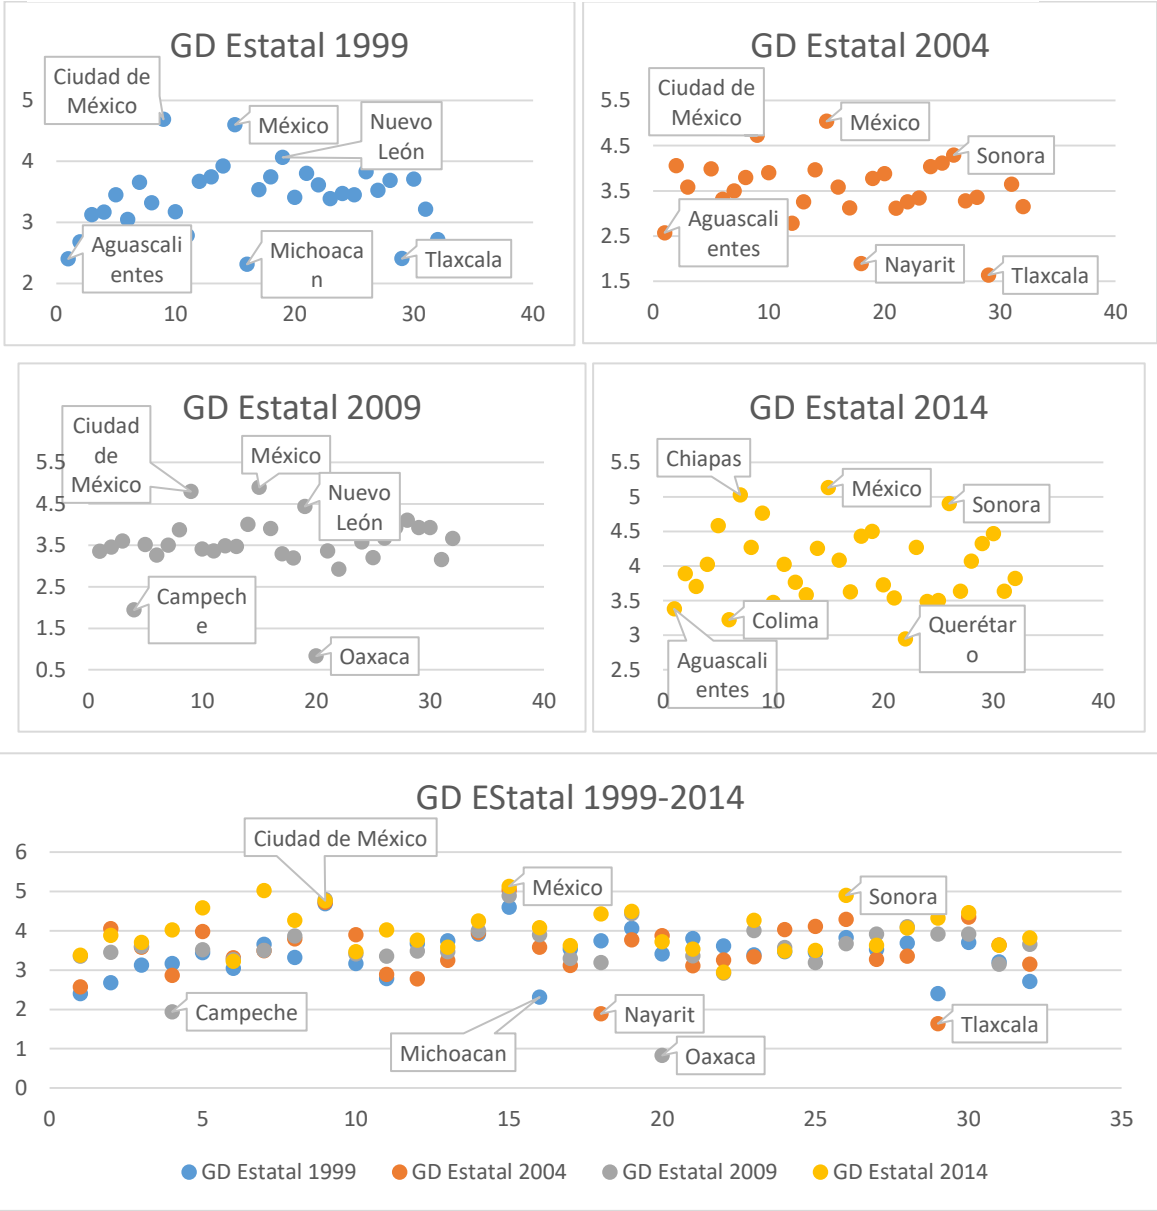 GD Estatal 1999
Ciudad de
México
México
Nuevo
León
Aguascali
entes
Michoaca
n
Tlaxcala
5
4
3
2
0
10
20
30
40
GD Estatal 2004
Ciudad de
México
México
Sonora
Aguascali
entes
Nayarit
Tlaxcala
5.5
4.5
3.5
2.5
1.5
0
10
20
30
40
GD Estatal 2009
Ciudad
de
México
México
Nuevo
León
Campech
e
Oaxaca
5.5
4.5
3.5
2.5
1.5
0.5
0
10
20
30
40
GD Estatal 2014
Chiapas
México
Sonora
Colima
Querétar
o
Aguascali
entes
5.5
5
4.5
4
3.5
3
2.5
0
10
20
30
40
GD EStatal 1999-2014
Ciudad de México
México
Sonora
Campeche
Michoacan
Nayarit
Oaxaca
Tlaxcala
6
5
4
3
2
1
0
0
5
10
15
20
25
30
35
GD Estatal 1999
GD Estatal 2004
GD Estatal 2009
GD Estatal 2014